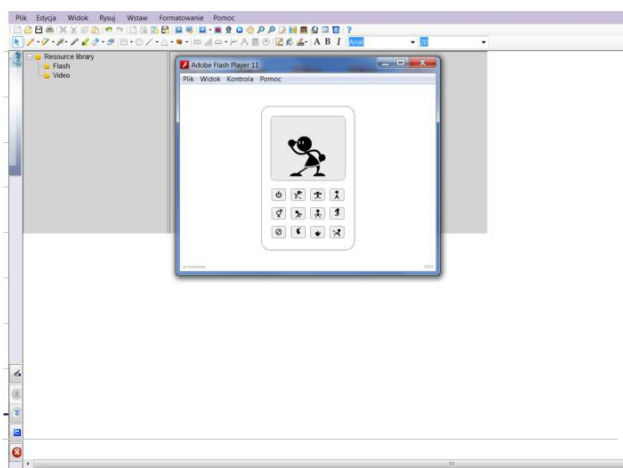 Plik Edycja Widok Rysuj Wstaw Formatowanie Pomoc
A B I Arial 20
Resource library
Flash
Video
Adobe Flash Player 11
Plik Widok Kontrola Pomoc